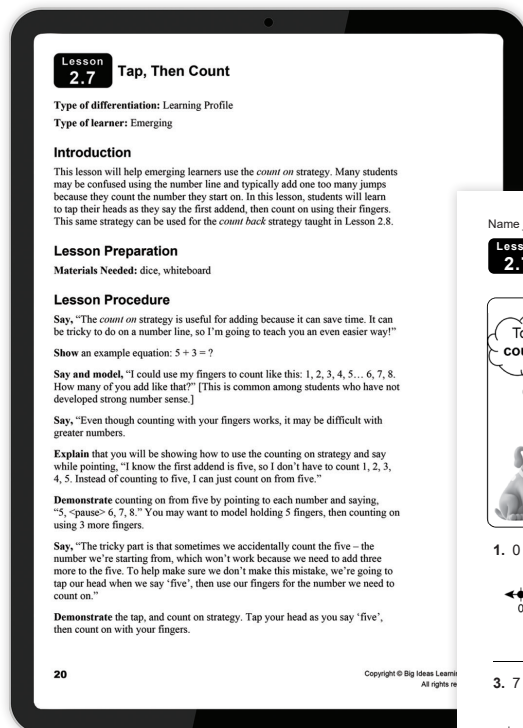 Lesson
2.7
Tap, Then Count
Type of differentiation: Learning Profile
Type of learner: Emerging
Introduction
This lesson will help emerging learners use the count on strategy. Many students
may be confused using the number line and typically add one too many jumps
because they count the number they start on. In this lesson, students will learn
to tap their heads as they say the first addend, then count on using their fingers.
This same strategy can be used for the count back strategy taught in Lesson 2.8.
Lesson Preparation
Materials Needed: dice, whiteboard
Lesson Procedure
Say, “The count on strategy is useful for adding because it can save time. It can
be tricky to do on a number line, so I’m going to teach you an even easier way!”
Show an example equation: 5 + 3 = ?
Say and model, “I could use my fingers to count like this: 1, 2, 3, 4, 5… 6, 7, 8.
How many of you add like that?” [This is common among students who have not
developed strong number sense.]
Say, “Even though counting with your fingers works, it may be difficult with
greater numbers.
Explain that you will be showing how to use the counting on strategy and say
while pointing, “I know the first addend is five, so I don’t have to count 1, 2, 3,
4, 5. Instead of counting to five, I can just count on from five.”
Demonstrate counting on from five by pointing to each number and saying,
“5, <pause> 6, 7, 8.” You may want to model holding 5 fingers, then counting on
using 3 more fingers.
Say, “The tricky part is that sometimes we accidentally count the five – the
number we’re starting from, which won’t work because we need to add three
more to the five. To help make sure we don’t make this mistake, we’re going to
tap our head when we say ‘five’, then use our fingers for the number we need to
count on.”
Demonstrate the tap, and count on strategy. Tap your head as you say ‘five’,
then count on with your fingers.
20
Copyright © Big Ideas
All rights
Name
2.
1. 0
0
3. 7